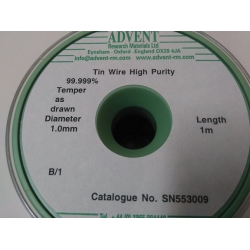 ADVENT
Research Materials Ltd
Eynsham · Oxford · England OX29 4JA
info@advent-rm.com www.advent-rm.com
Tin Wire High Purity
99.999%
Temper
as
drawn
Diameter
1.0mm
Length
1m
B/1
Catalogue No. SN553009